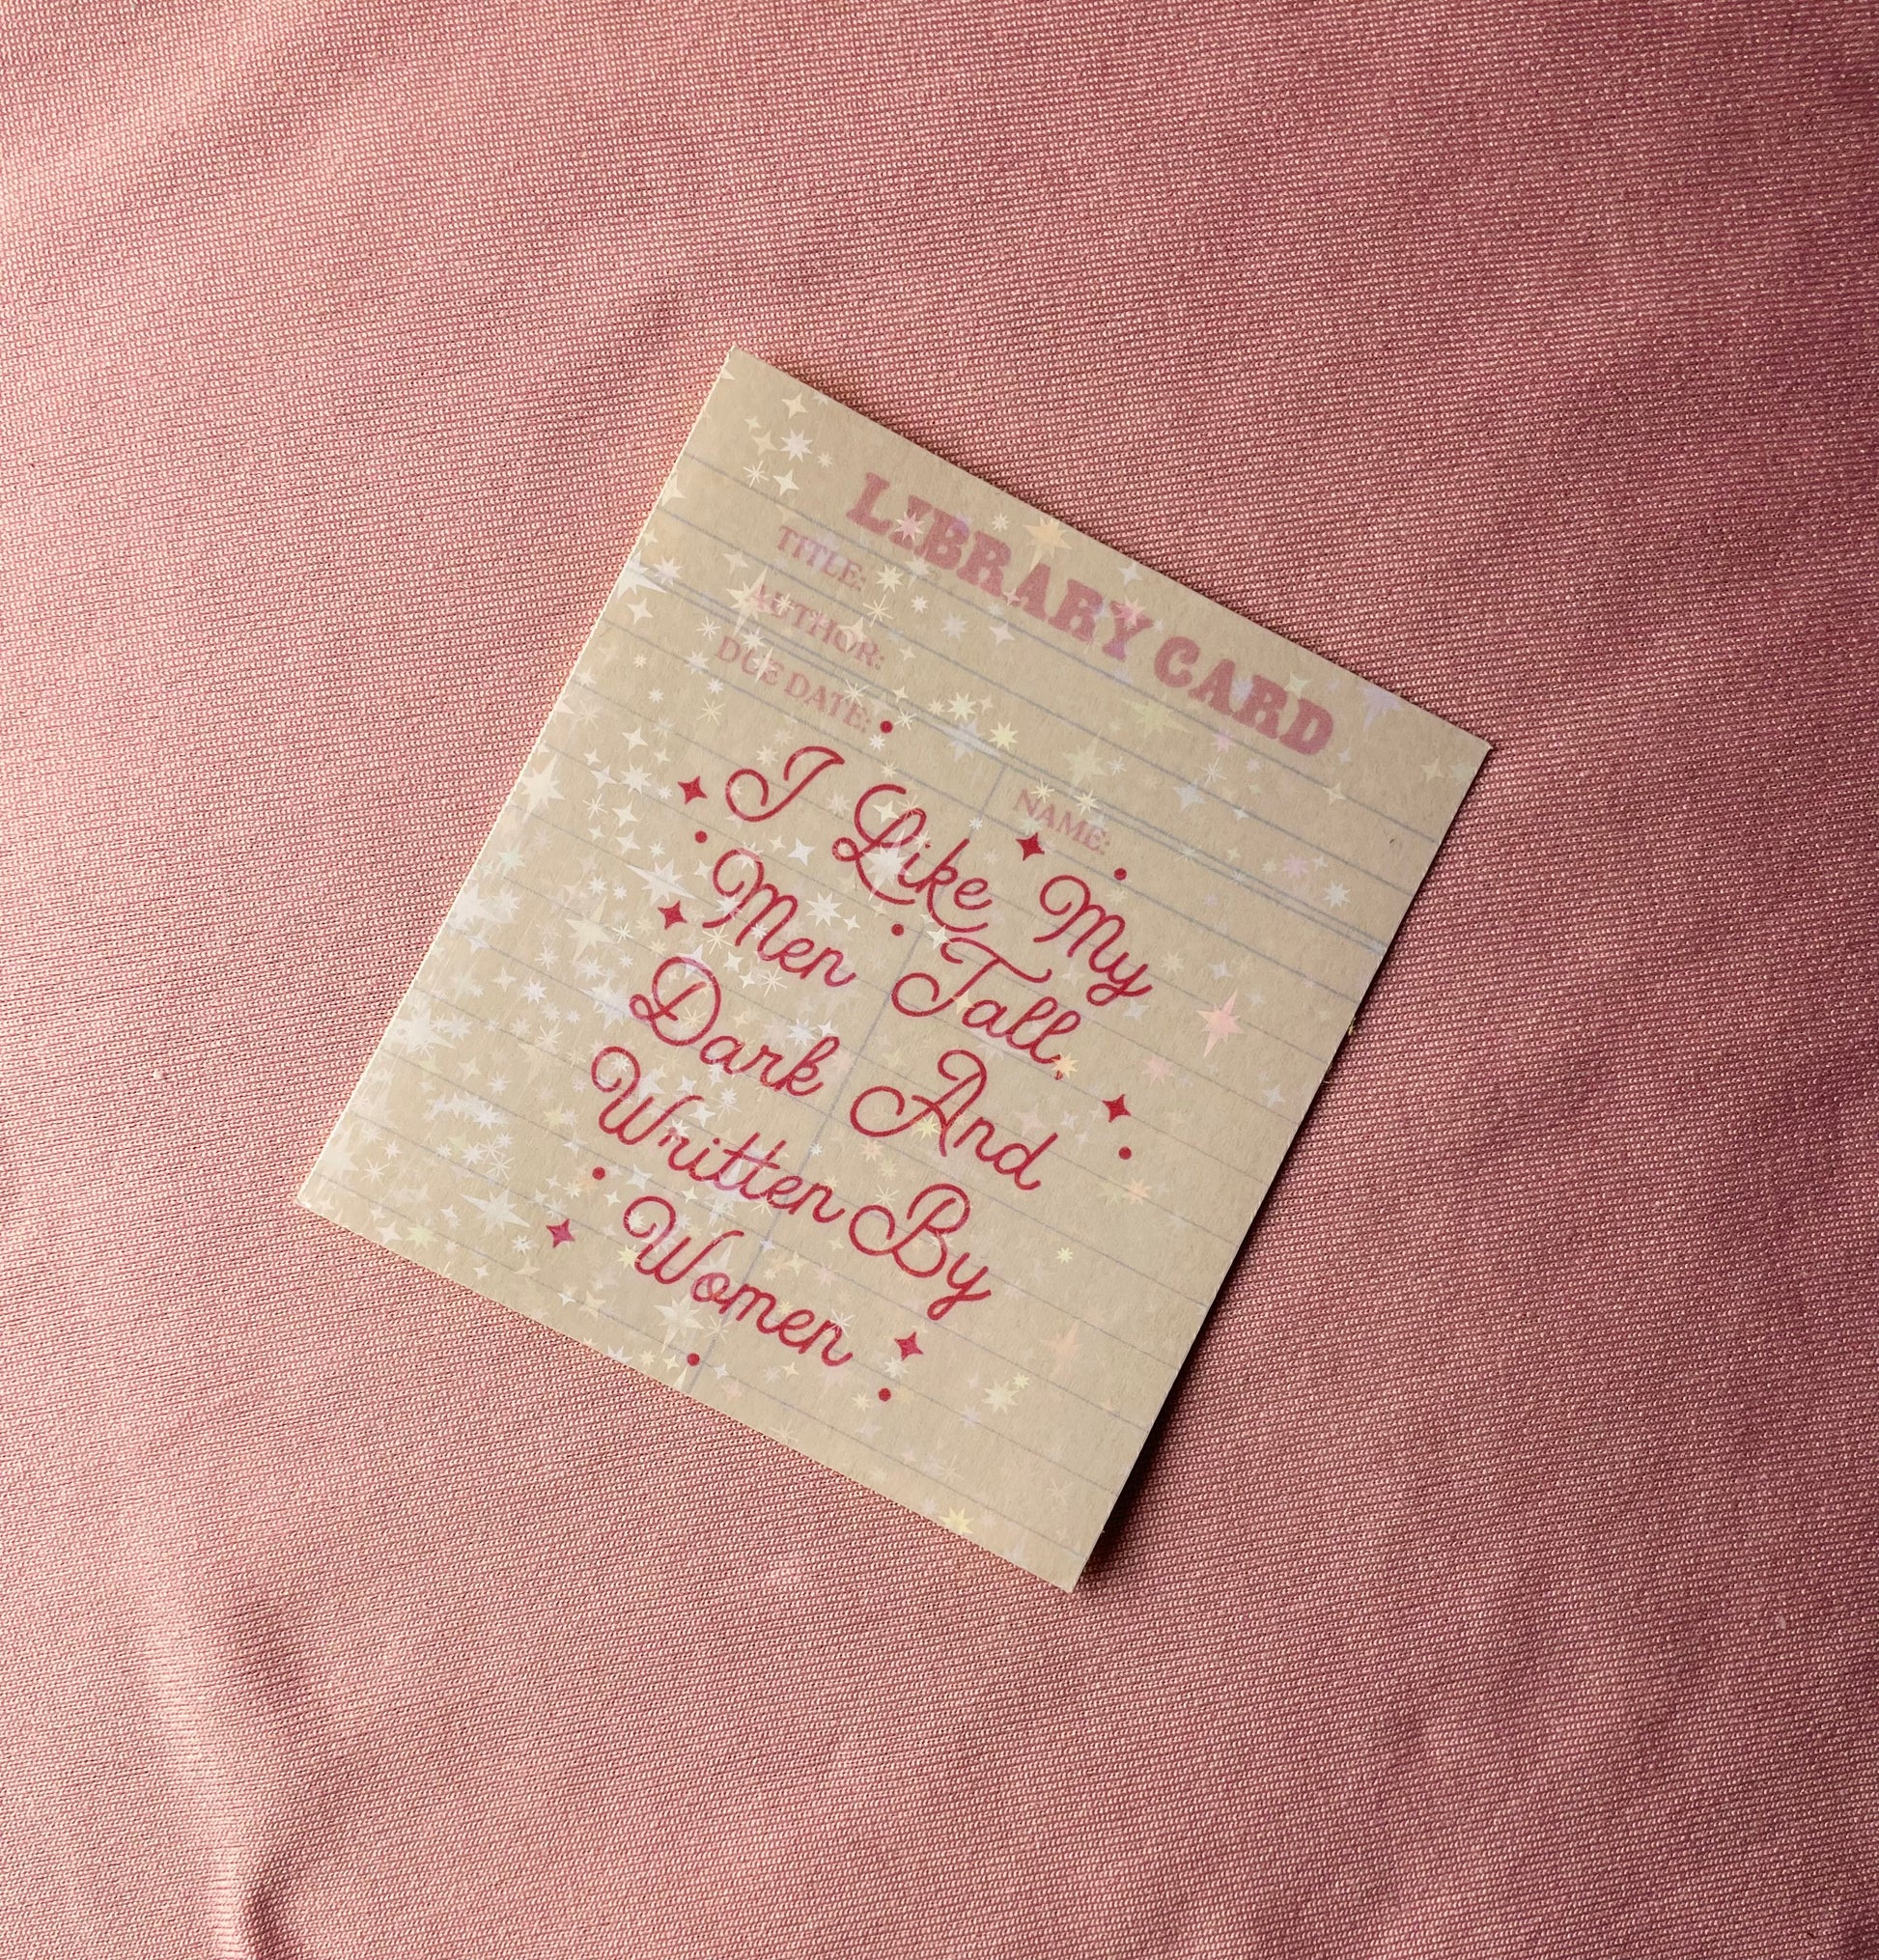 LIBRARY CARD
TITLE:
AUTHOR:
DUE DATE:
NAME:
I Like My
Men Tall,
Dark And
Written By
Women